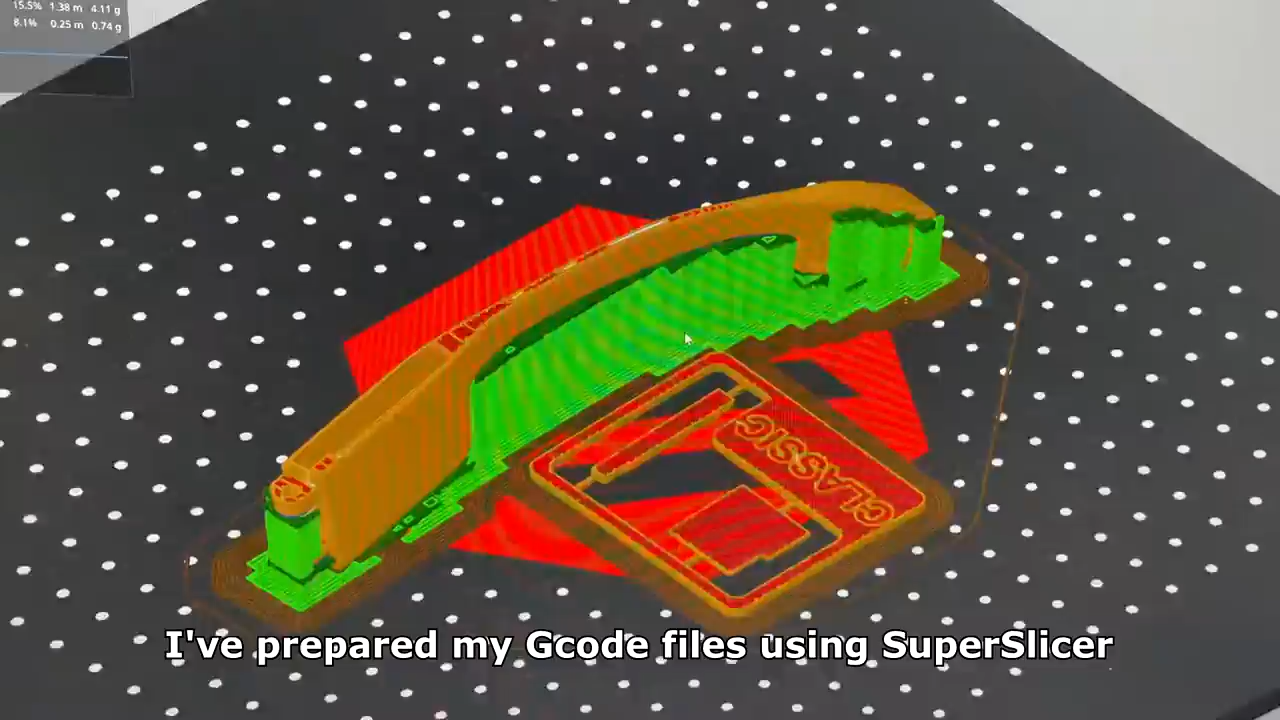 15.5% 1.38 m 4.11 g
8.1% 0.25 m 0.74 g
CLASSIC
I've prepared my Gcode files using SuperSlicer